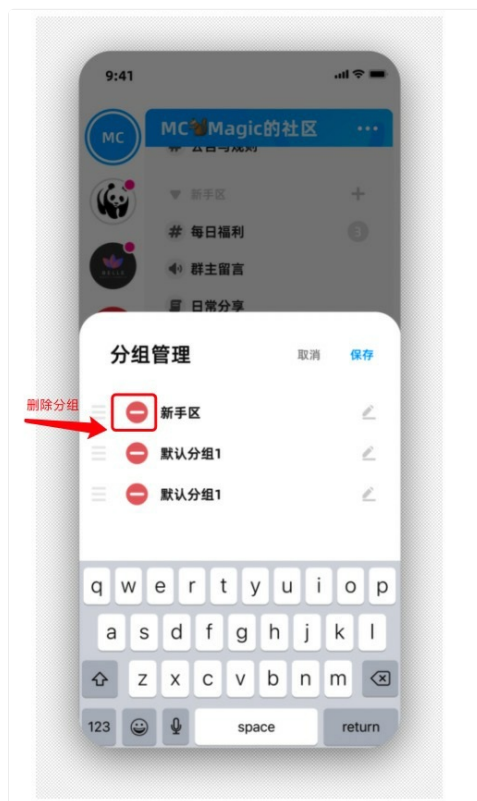 9:41
MC
MC🐿️Magic的社区
# 公告与规则
新手区
+
# 每日福利
3
群主留言
BELLE
日常分享
分组管理
取消
保存
删除分组
新手区
默认分组1
默认分组1
q w e r t y u i o p
a s d f g h j k l
z x c v b n m
123
space
return